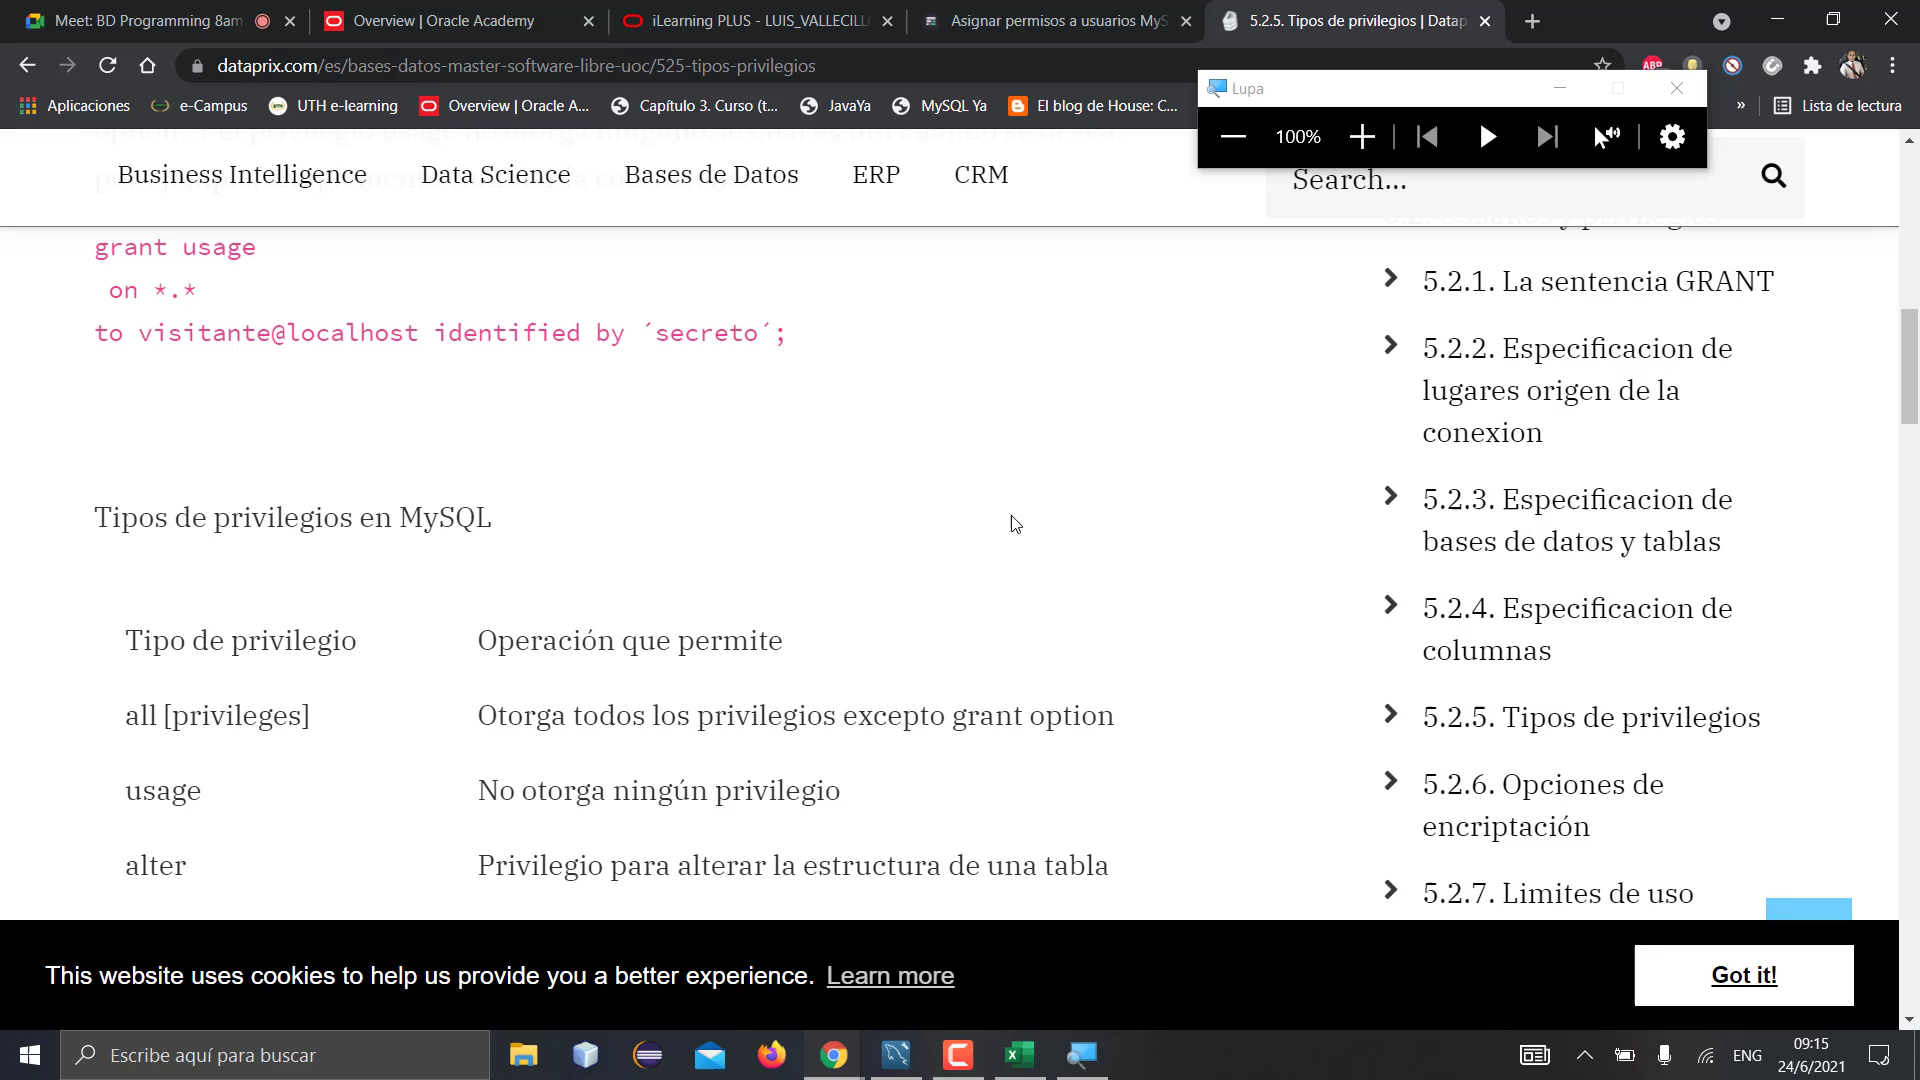 Meet: BD Programming 8am
Overview | Oracle Academy
iLearning PLUS - LUIS_VALLECILL
Asignar permisos a usuarios MyS
5.2.5. Tipos de privilegios | Datap
dataprix.com/es/bases-datos-master-software-libre-uoc/525-tipos-privilegios
ABP
Aplicaciones
e-Campus
UTH e-learning
Overview | Oracle A...
Capítulo 3. Curso (t...
JavaYa
MySQL Ya
El blog de House: C...
»
Lista de lectura
Lupa
100%
Business Intelligence
Data Science
Bases de Datos
ERP
CRM
Search...
grant usage
on *.*
to visitante@localhost identified by ´secreto´;
Tipos de privilegios en MySQL
Tipo de privilegio
Operación que permite
all [privileges]
Otorga todos los privilegios excepto grant option
usage
No otorga ningún privilegio
alter
Privilegio para alterar la estructura de una tabla
5.2.1. La sentencia GRANT
5.2.2. Especificacion de
lugares origen de la
conexion
5.2.3. Especificacion de
bases de datos y tablas
5.2.4. Especificacion de
columnas
5.2.5. Tipos de privilegios
5.2.6. Opciones de
encriptación
5.2.7. Limites de uso
This website uses cookies to help us provide you a better experience. Learn more
Got it!
Escribe aquí para buscar
ENG
09:15
24/6/2021